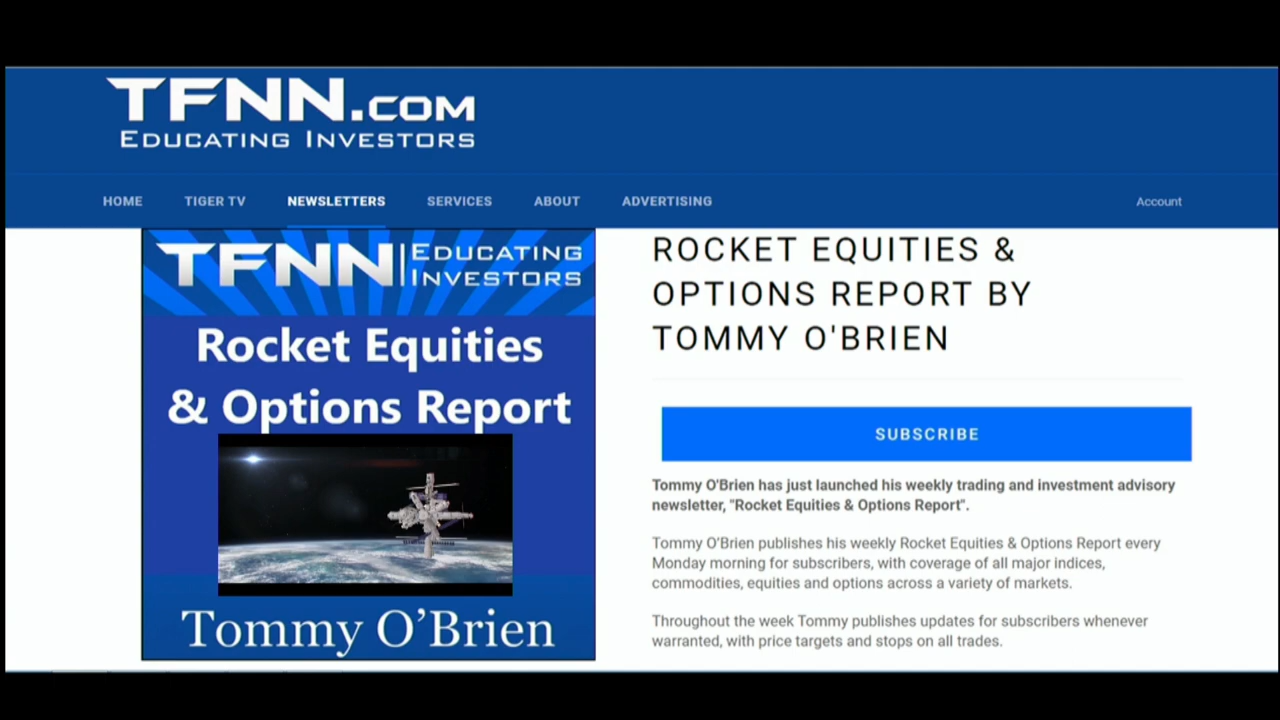 TFNN.COM
EDUCATING INVESTORS
HOME TIGER TV NEWSLETTERS SERVICES ABOUT ADVERTISING Account
TFNN EDUCATING
INVESTORS
Rocket Equities
& Options Report
Tommy O’Brien
ROCKET EQUITIES &
OPTIONS REPORT BY
TOMMY O'BRIEN
SUBSCRIBE
Tommy O'Brien has just launched his weekly trading and investment advisory
newsletter, "Rocket Equities & Options Report".
Tommy O'Brien publishes his weekly Rocket Equities & Options Report every
Monday morning for subscribers, with coverage of all major indices,
commodities, equities and options across a variety of markets.
Throughout the week Tommy publishes updates for subscribers whenever
warranted, with price targets and stops on all trades.